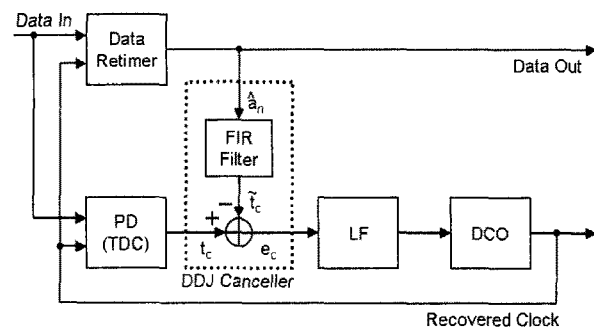 Data In
Data
Retimer
Data Out
â_n
FIR
Filter
− t̃_c
PD
(TDC)
+
t_c
e_c
LF
DCO
DDJ Canceller
Recovered Clock